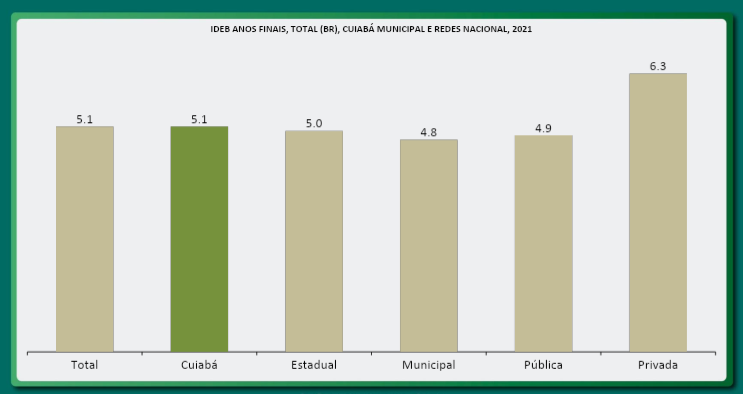 IDEB ANOS FINAIS, TOTAL (BR), CUIABÁ MUNICIPAL E REDES NACIONAL, 2021
5.1 5.1 5.0 4.8 4.9 6.3
Total Cuiabá Estadual Municipal Pública Privada